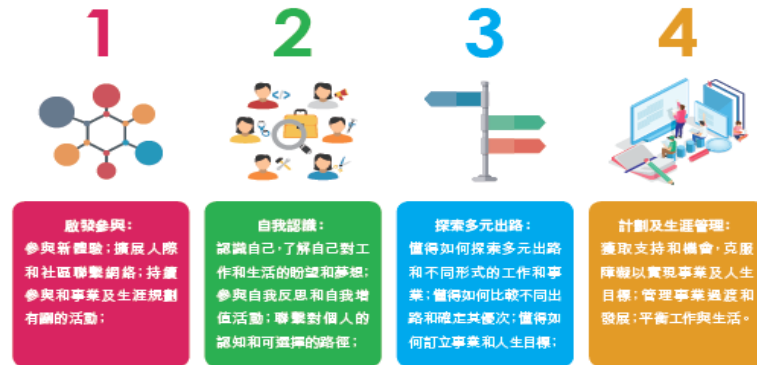 1
2
3
4
啟發參與：
參與新體驗；擴展人際
和社區聯繫網絡；持續
參與和事業及生涯規劃
有關的活動；
自我認識：
認識自己，了解自己對工
作和生活的盼望和夢想；
參與自我反思和自我增
值活動；聯繫對個人的
認知和可選擇的路徑；
探索多元出路：
懂得如何探索多元出路
和不同形式的工作和事
業；懂得如何比較不同出
路和確定其優次；懂得如
何訂立事業和人生目標；
計劃及生涯管理：
獲取支持和機會，克服
障礙以實現事業及人生
目標；管理事業過渡和
發展；平衡工作與生活。